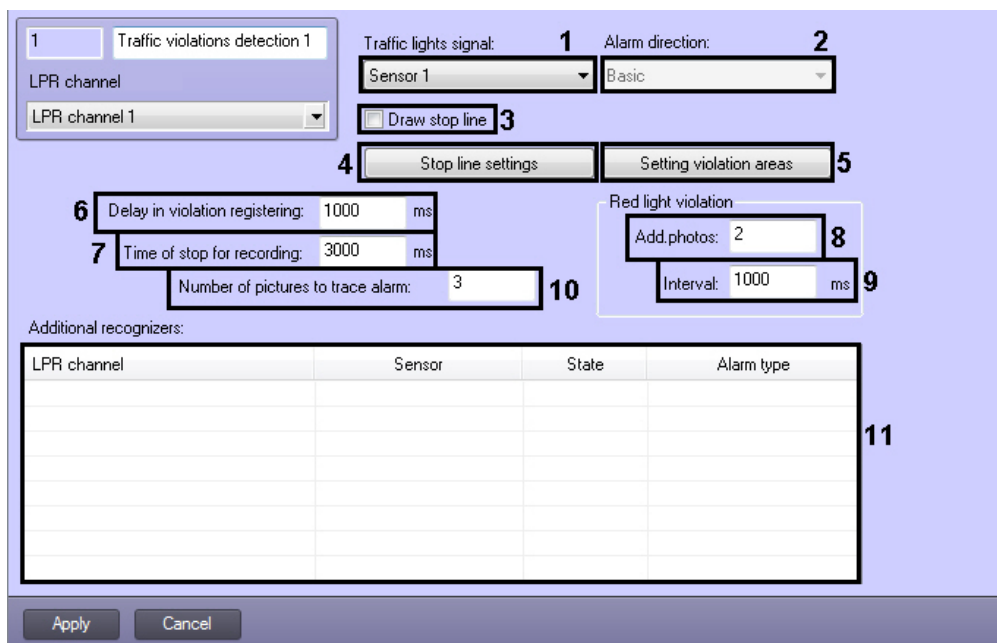 1 Traffic violations detection 1
LPR channel
LPR channel 1
Traffic lights signal: 1
Sensor 1
Alarm direction: 2
Basic
Draw stop line 3
4 Stop line settings
Setting violation areas 5
6 Delay in violation registering: 1000 ms
7 Time of stop for recording: 3000 ms
Number of pictures to trace alarm: 3 10
Red light violation
Add.photos: 2 8
Interval: 1000 ms 9
Additional recognizers:
LPR channel Sensor State Alarm type
11
Apply Cancel